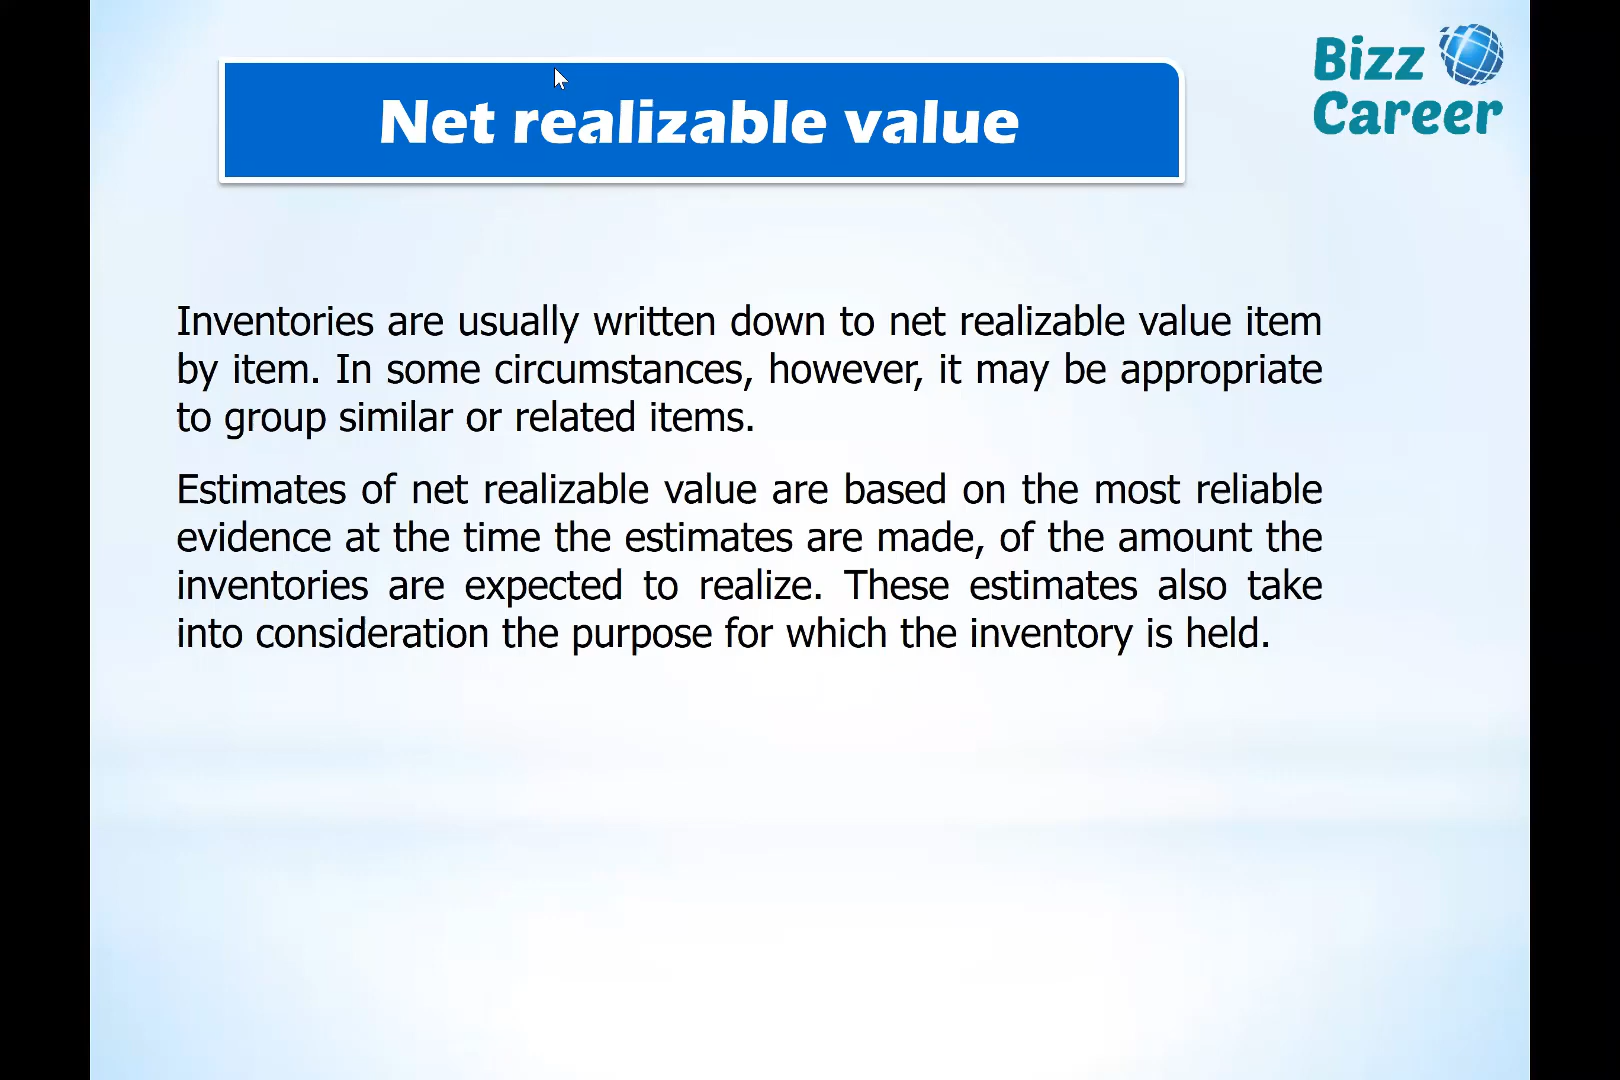 Bizz
Career
Net realizable value
Inventories are usually written down to net realizable value item
by item. In some circumstances, however, it may be appropriate
to group similar or related items.
Estimates of net realizable value are based on the most reliable
evidence at the time the estimates are made, of the amount the
inventories are expected to realize. These estimates also take
into consideration the purpose for which the inventory is held.